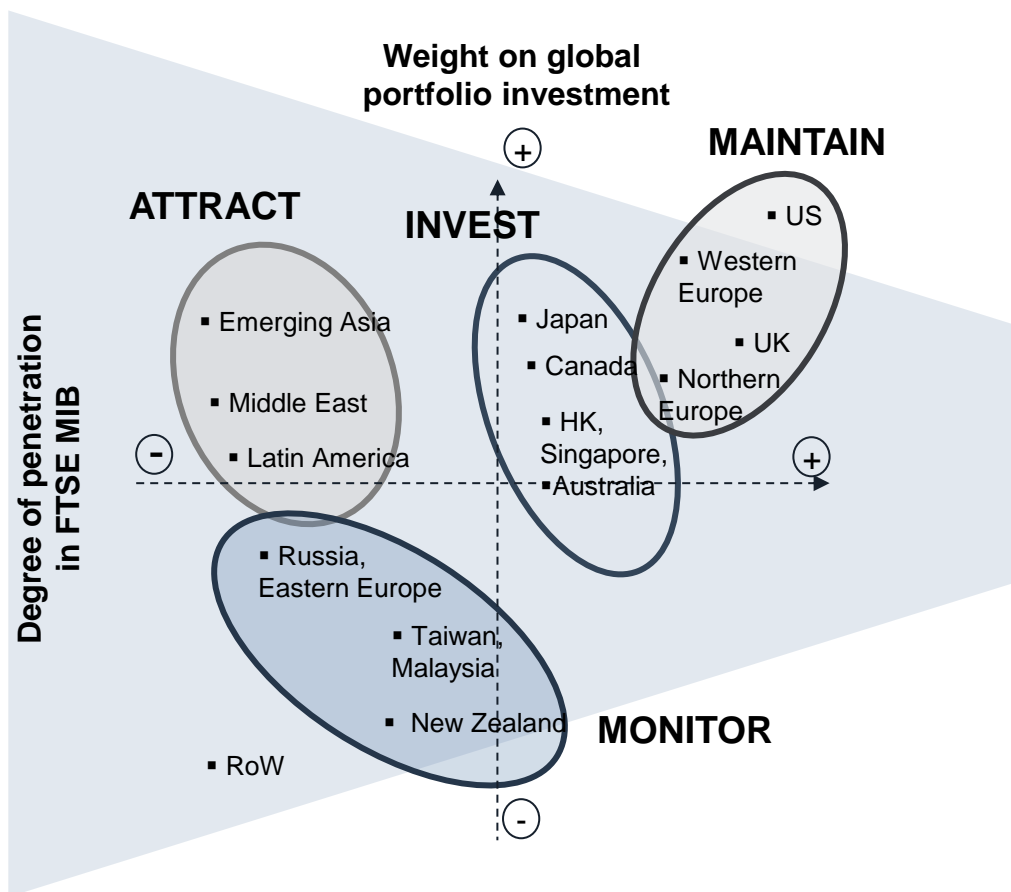 Weight on global
portfolio investment
+
MAINTAIN
ATTRACT
INVEST
▪ US
▪ Western
Europe
▪ Emerging Asia
▪ Japan
▪ UK
▪ Canada
▪ Northern
Europe
▪ Middle East
▪ HK,
Singapore,
▪ Latin America
▪ Australia
-
+
Degree of penetration
in FTSE MIB
▪ Russia,
Eastern Europe
▪ Taiwan,
Malaysia
▪ New Zealand
MONITOR
▪ RoW
-